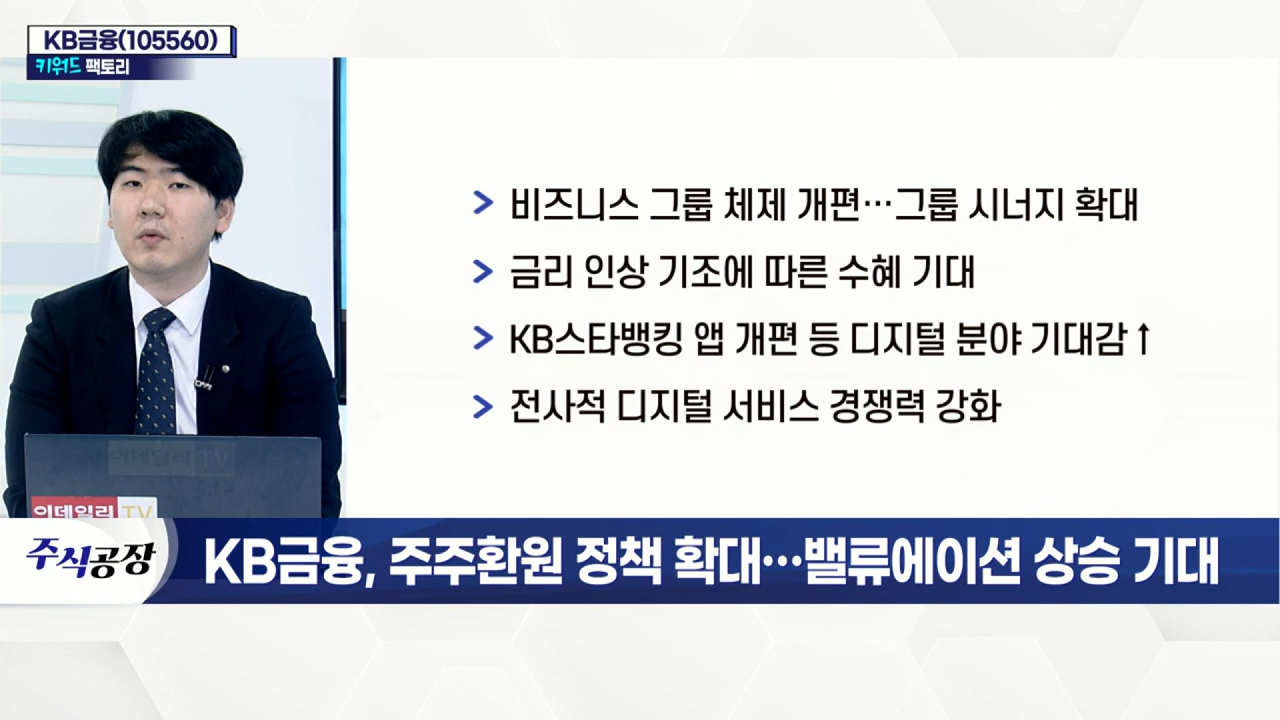 KB금융(105560)
키워드 팩토리
> 비즈니스 그룹 체제 개편…그룹 시너지 확대
> 금리 인상 기조에 따른 수혜 기대
> KB스타뱅킹 앱 개편 등 디지털 분야 기대감↑
> 전사적 디지털 서비스 경쟁력 강화
이데일리 TV
이데일리 TV
주식공장
KB금융, 주주환원 정책 확대…밸류에이션 상승 기대